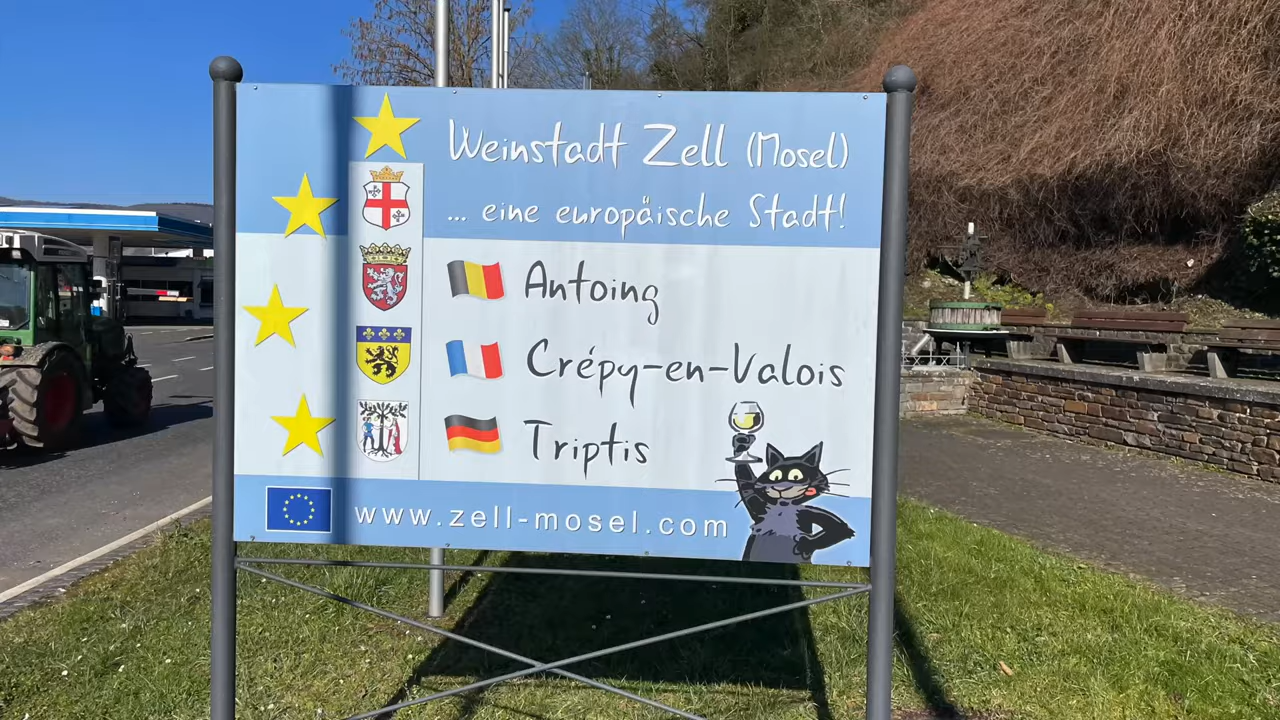 Weinstadt Zell (Mosel)
... eine europäische Stadt!
Antoing
Crépy-en-Valois
Triptis
www.zell-mosel.com